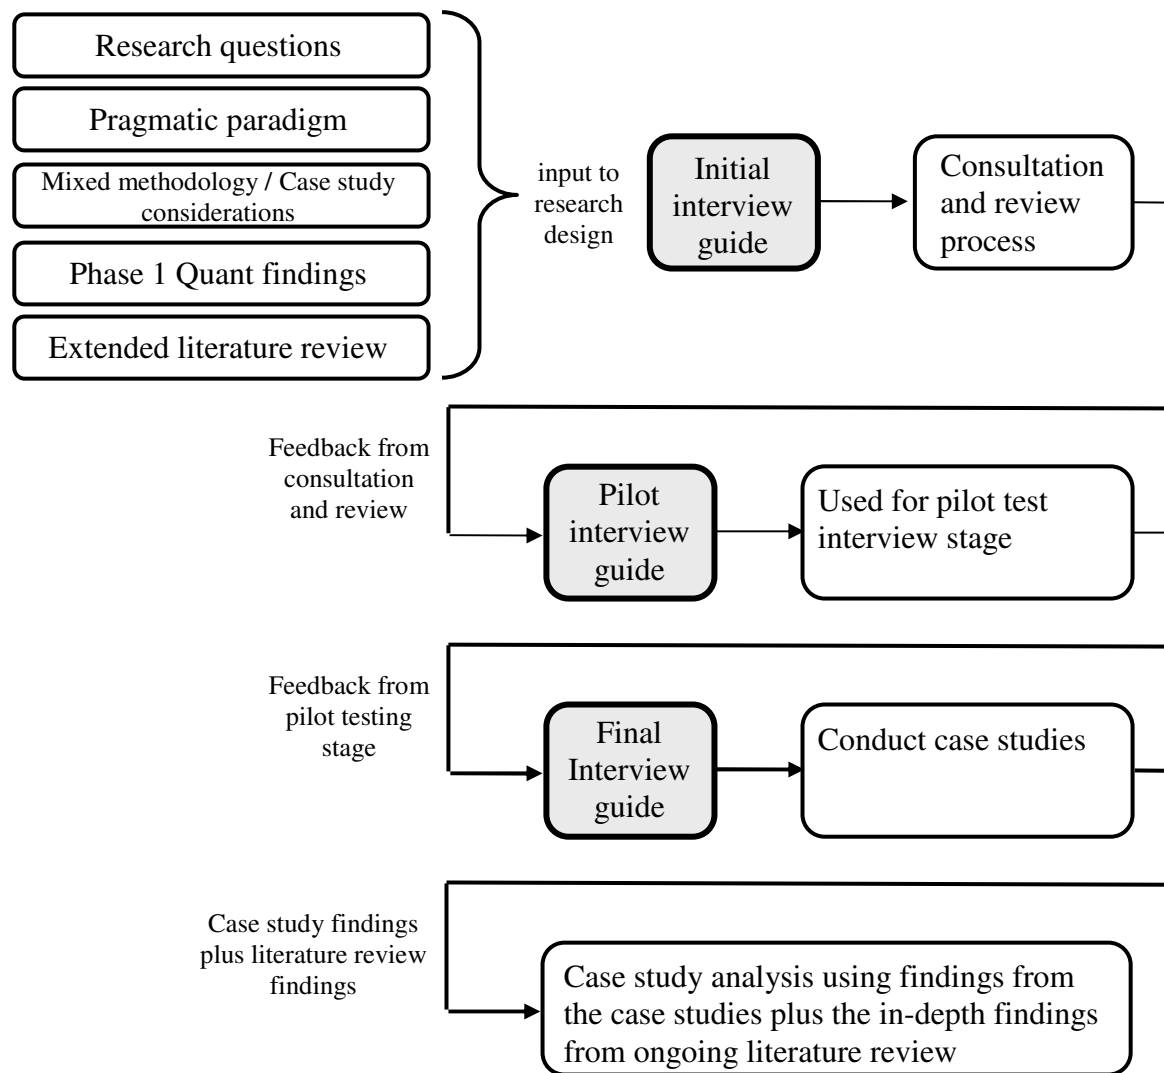 Research questions
Pragmatic paradigm
Mixed methodology / Case study
considerations
Phase 1 Quant findings
Extended literature review
input to
research
design
Initial
interview
guide
Consultation
and review
process
Feedback from
consultation
and review
Pilot
interview
guide
Used for pilot test
interview stage
Feedback from
pilot testing
stage
Final
Interview
guide
Conduct case studies
Case study findings
plus literature review
findings
Case study analysis using findings from
the case studies plus the in-depth findings
from ongoing literature review